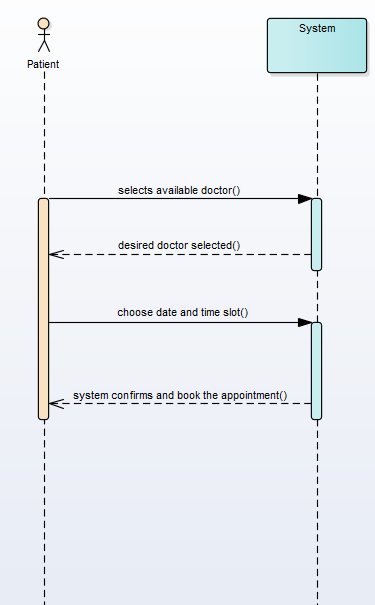 System
Patient
selects available doctor()
desired doctor selected()
choose date and time slot()
system confirms and book the appointment()